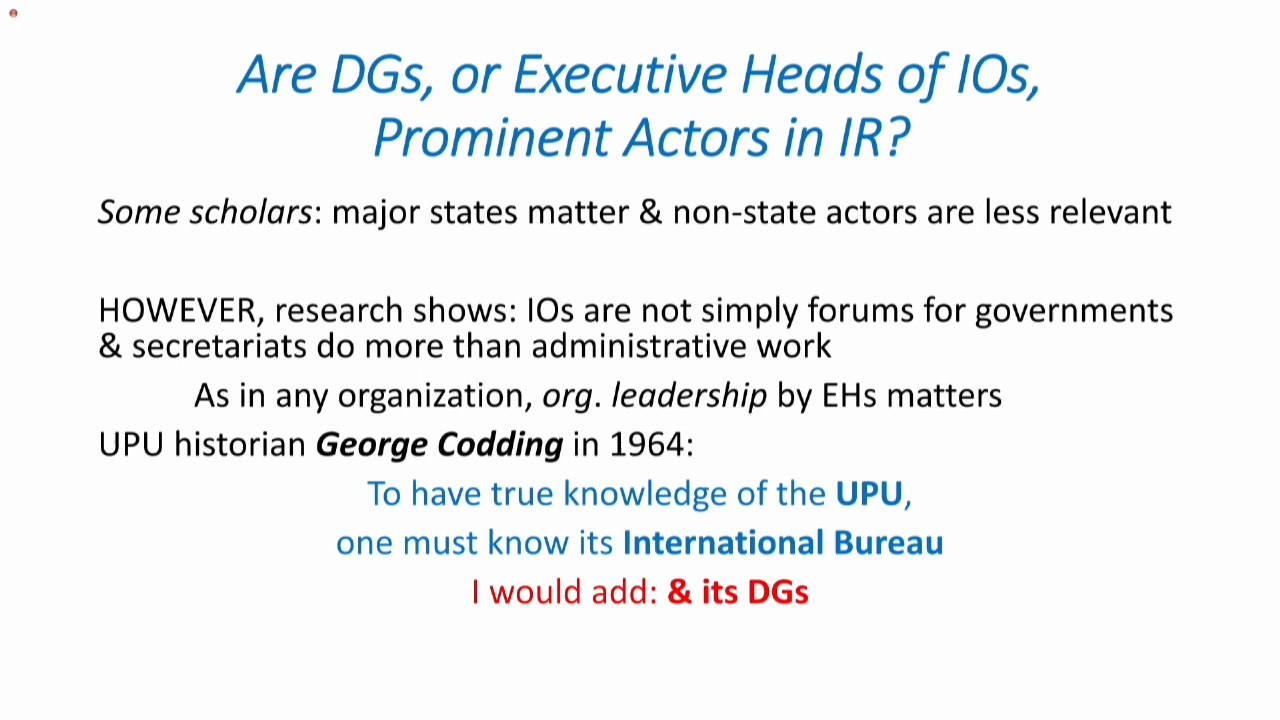 Are DGs, or Executive Heads of IOs,
Prominent Actors in IR?
Some scholars: major states matter & non-state actors are less relevant
HOWEVER, research shows: IOs are not simply forums for governments
& secretariats do more than administrative work
As in any organization, org. leadership by EHs matters
UPU historian George Codding in 1964:
To have true knowledge of the UPU,
one must know its International Bureau
I would add: & its DGs